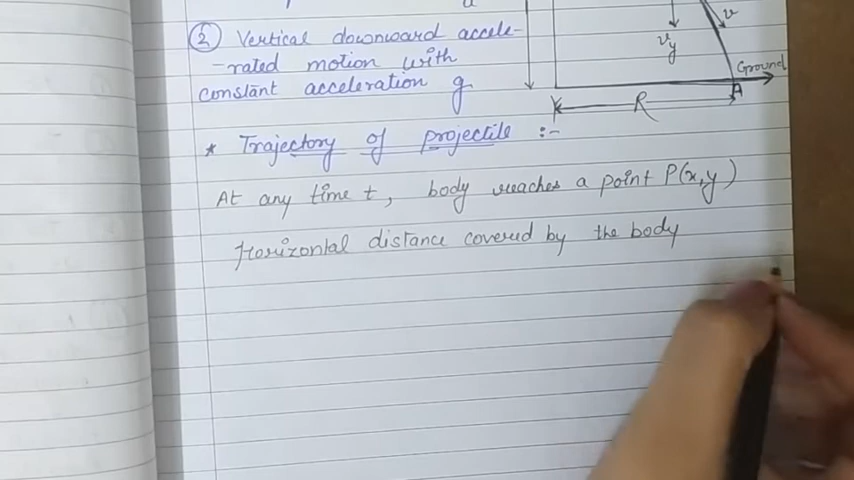 u
② Vertical downward accele-
-rated motion with
constant acceleration g
v
vy
Ground
A
R
* Trajectory of projectile :-
At any time t, body reaches a point P(x,y)
Horizontal distance covered by the body